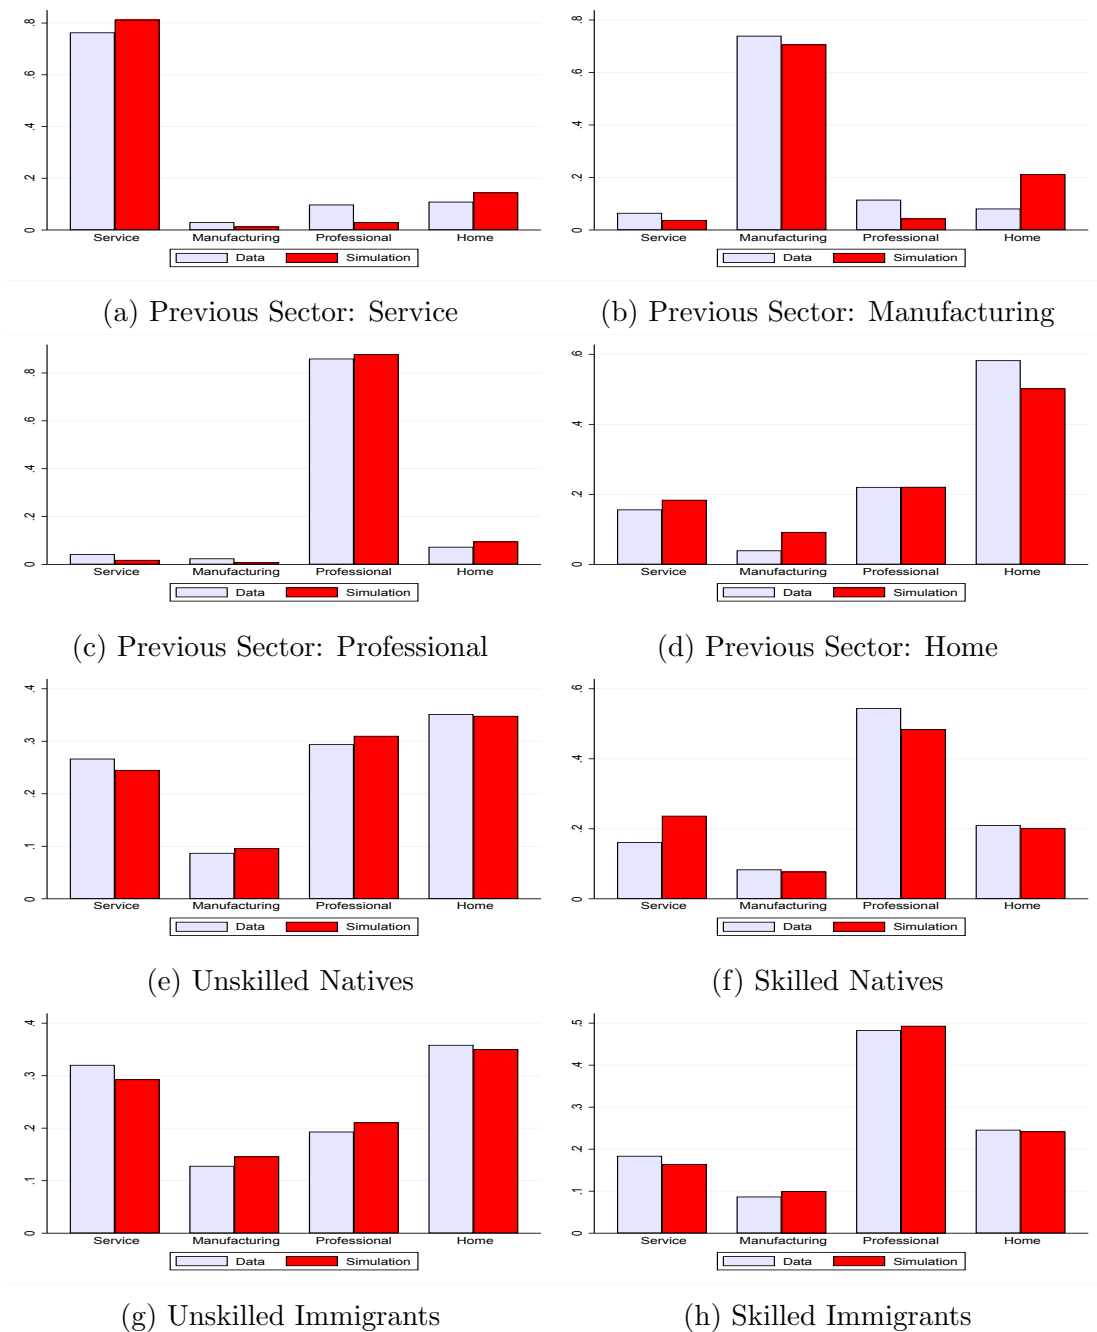 0 .2 .4 .6 .8
Service Manufacturing Professional Home
Data Simulation
(a) Previous Sector: Service
0 .2 .4 .6 .8
Service Manufacturing Professional Home
Data Simulation
(b) Previous Sector: Manufacturing
0 .2 .4 .6 .8
Service Manufacturing Professional Home
Data Simulation
(c) Previous Sector: Professional
0 .2 .4 .6
Service Manufacturing Professional Home
Data Simulation
(d) Previous Sector: Home
0 .1 .2 .3 .4
Service Manufacturing Professional Home
Data Simulation
(e) Unskilled Natives
0 .2 .4 .6
Service Manufacturing Professional Home
Data Simulation
(f) Skilled Natives
0 .1 .2 .3 .4
Service Manufacturing Professional Home
Data Simulation
(g) Unskilled Immigrants
0 .1 .2 .3 .4 .5
Service Manufacturing Professional Home
Data Simulation
(h) Skilled Immigrants